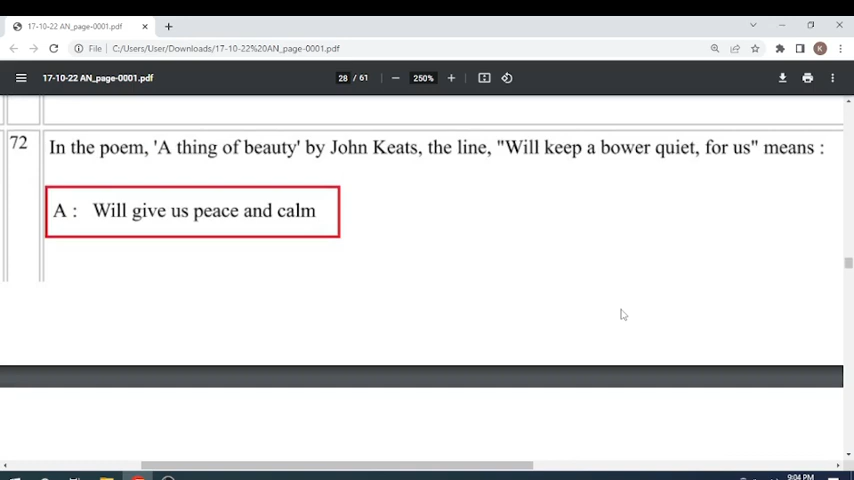 17-10-22 AN_page-0001.pdf
File
C:/Users/User/Downloads/17-10-22%20AN_page-0001.pdf
K
17-10-22 AN_page-0001.pdf
28 / 61
250%
72
In the poem, 'A thing of beauty' by John Keats, the line, "Will keep a bower quiet, for us" means :
A : Will give us peace and calm
9:04 PM